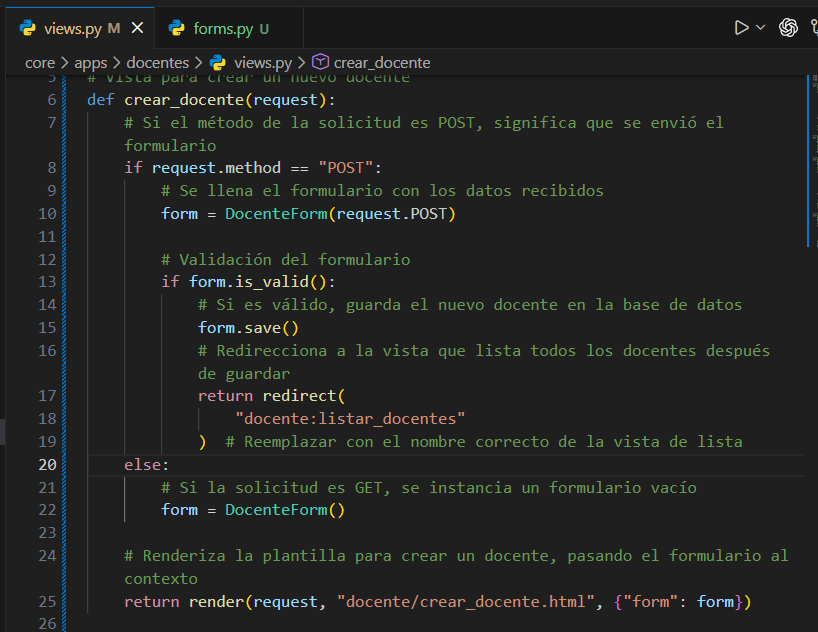 views.py M
forms.py U
core > apps > docentes > views.py > crear_docente
5 # Vista para crear un nuevo docente
6 def crear_docente(request):
7 # Si el método de la solicitud es POST, significa que se envió el
formulario
8 if request.method == "POST":
9 # Se llena el formulario con los datos recibidos
10 form = DocenteForm(request.POST)
11
12 # Validación del formulario
13 if form.is_valid():
14 # Si es válido, guarda el nuevo docente en la base de datos
15 form.save()
16 # Redirecciona a la vista que lista todos los docentes después
de guardar
17 return redirect(
18 "docente:listar_docentes"
19 ) # Reemplazar con el nombre correcto de la vista de lista
20 else:
21 # Si la solicitud es GET, se instancia un formulario vacío
22 form = DocenteForm()
23
24 # Renderiza la plantilla para crear un docente, pasando el formulario al
contexto
25 return render(request, "docente/crear_docente.html", {"form": form})
26